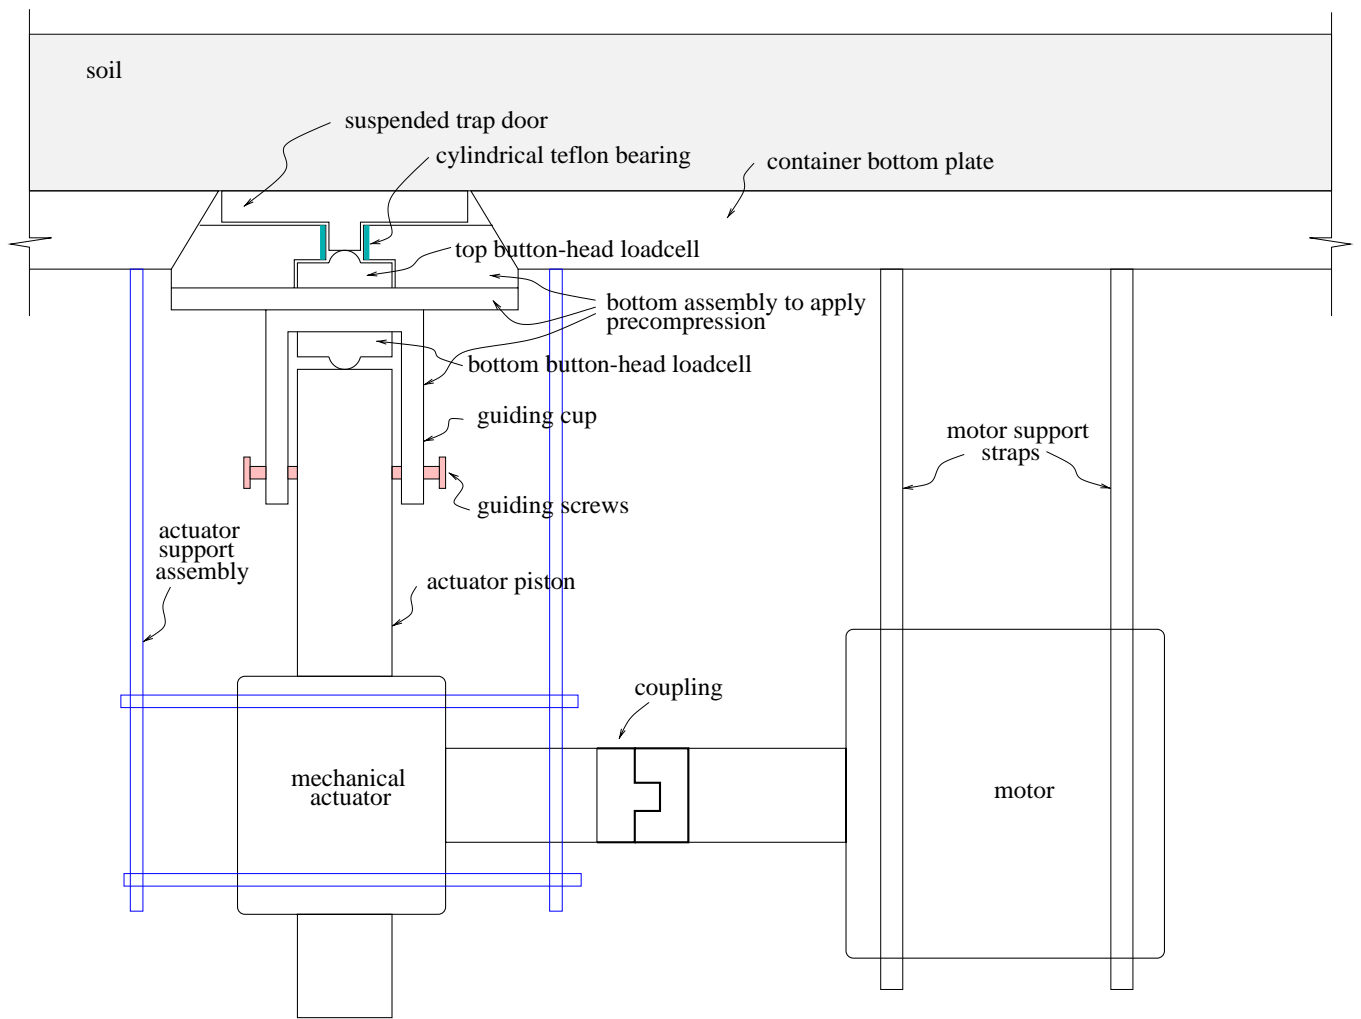 soil
suspended trap door
cylindrical teflon bearing
container bottom plate
top button-head loadcell
bottom assembly to apply
precompression
bottom button-head loadcell
guiding cup
motor support
straps
guiding screws
actuator
support
assembly
actuator piston
coupling
mechanical
actuator
motor